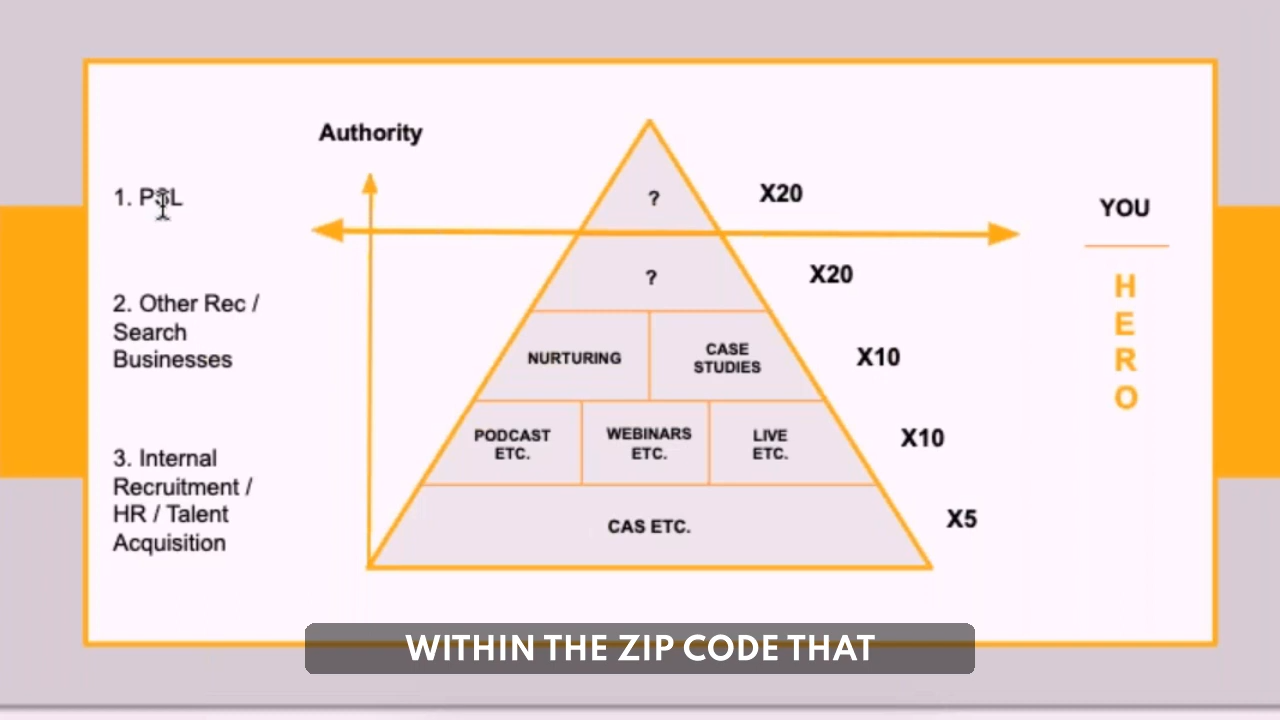 Authority
1. PSL
2. Other Rec /
Search
Businesses
3. Internal
Recruitment /
HR / Talent
Acquisition
?
X20
?
X20
NURTURING
CASE
STUDIES
X10
PODCAST
ETC.
WEBINARS
ETC.
LIVE
ETC.
X10
CAS ETC.
X5
YOU
H
E
R
O
WITHIN THE ZIP CODE THAT